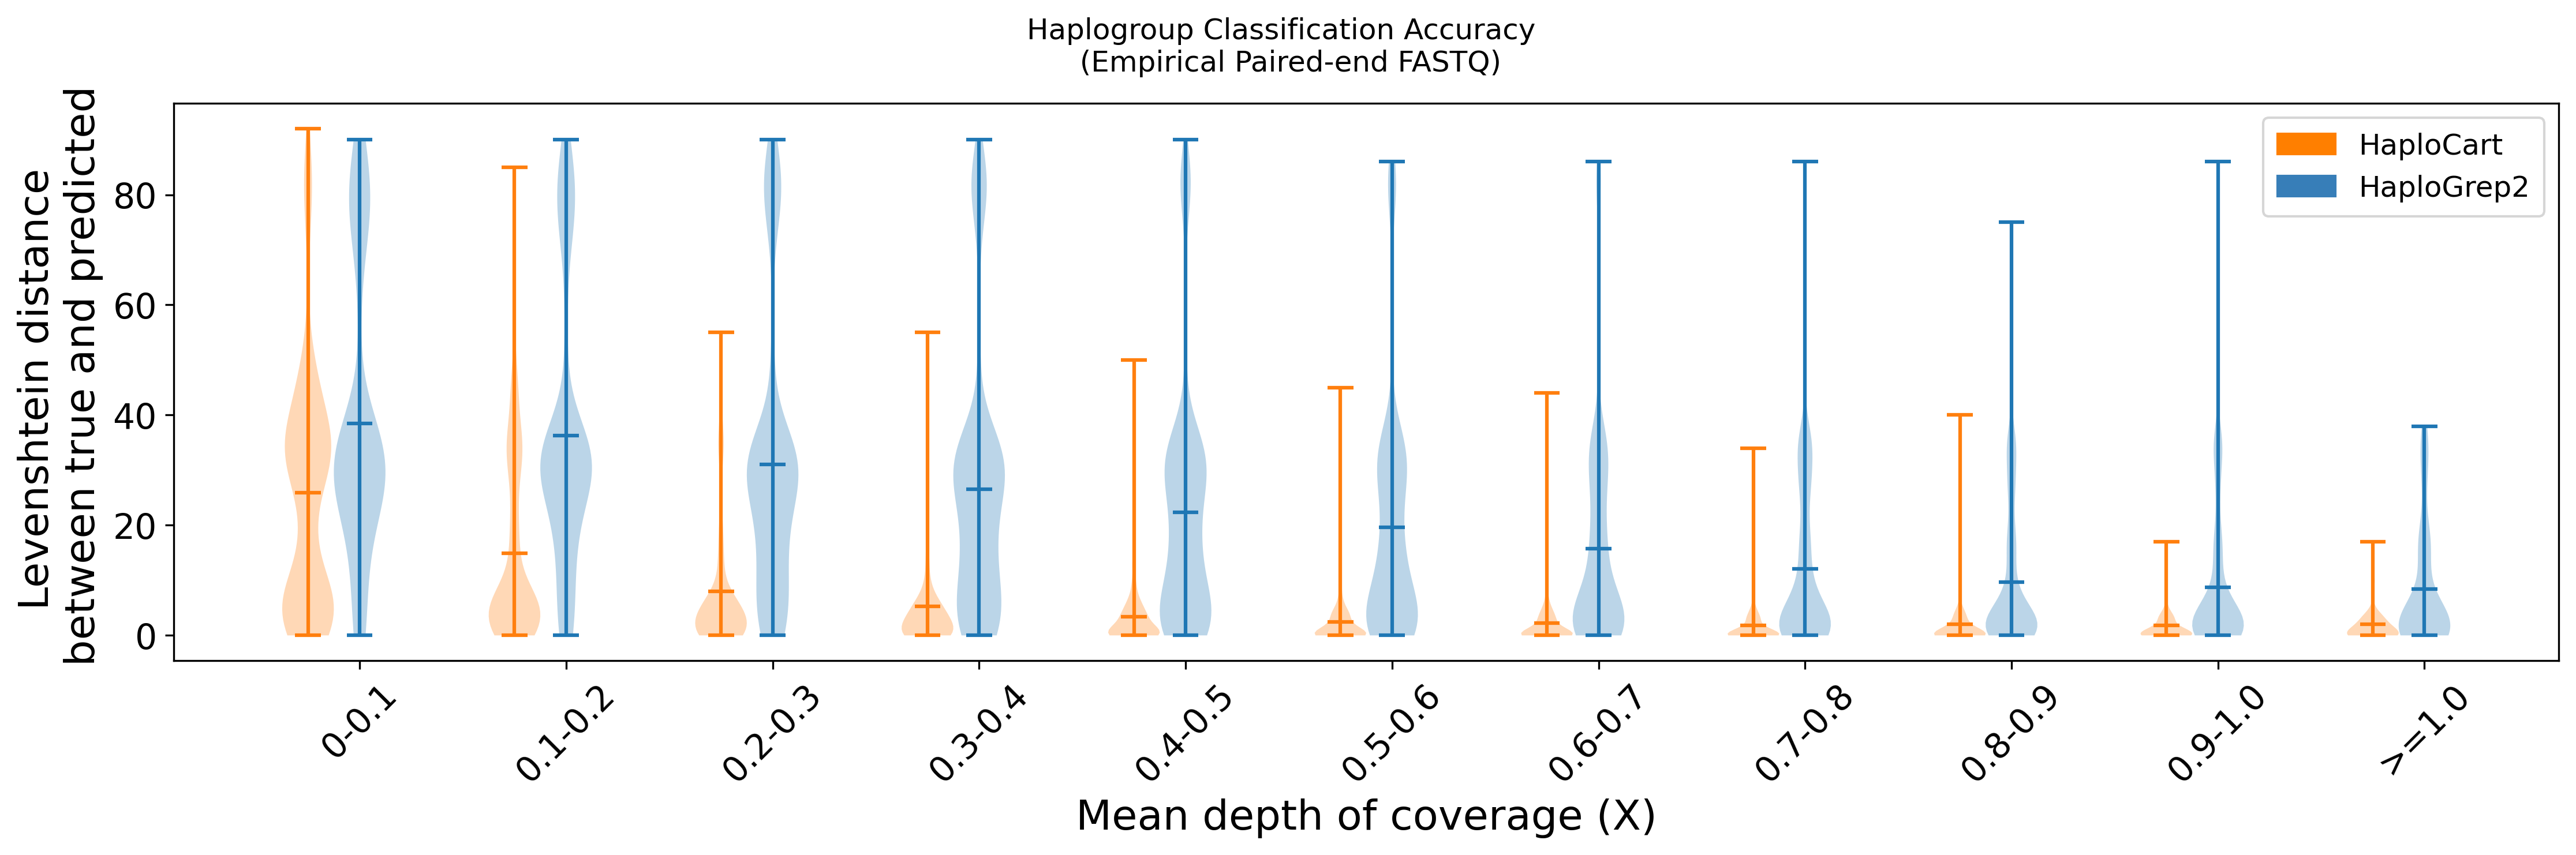 Haplogroup Classification Accuracy
(Empirical Paired-end FASTQ)
Levenshtein distance
between true and predicted
80
60
40
20
0
HaploCart
HaploGrep2
0-0.1
0.1-0.2
0.2-0.3
0.3-0.4
0.4-0.5
0.5-0.6
0.6-0.7
0.7-0.8
0.8-0.9
0.9-1.0
>=1.0
Mean depth of coverage (X)